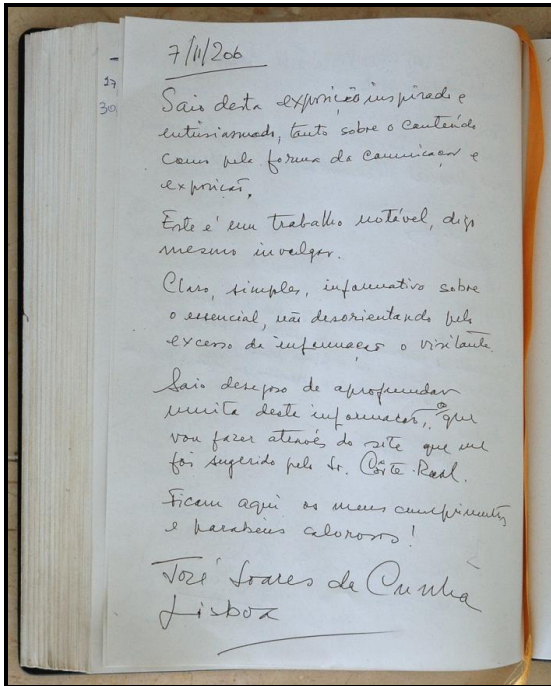 7/11/206
-
17
30
Saio desta exposição inspirado e
entusiasmado, tanto sobre o conteúdo
como pela forma da comunicação e
exposição.
Este é um trabalho notável, digo
mesmo invulgar.
Claro, simples, informativo sobre
o essencial, não desorientando pelo
excesso de informação o visitante.
Saio desejoso de aprofundar
muita desta informação, o que
vou fazer através do site que me
foi sugerido pelo Sr. Côrte-Real.
Ficam aqui os meus cumprimentos
e parabéns calorosos!
José Soares da Cunha
Lisboa